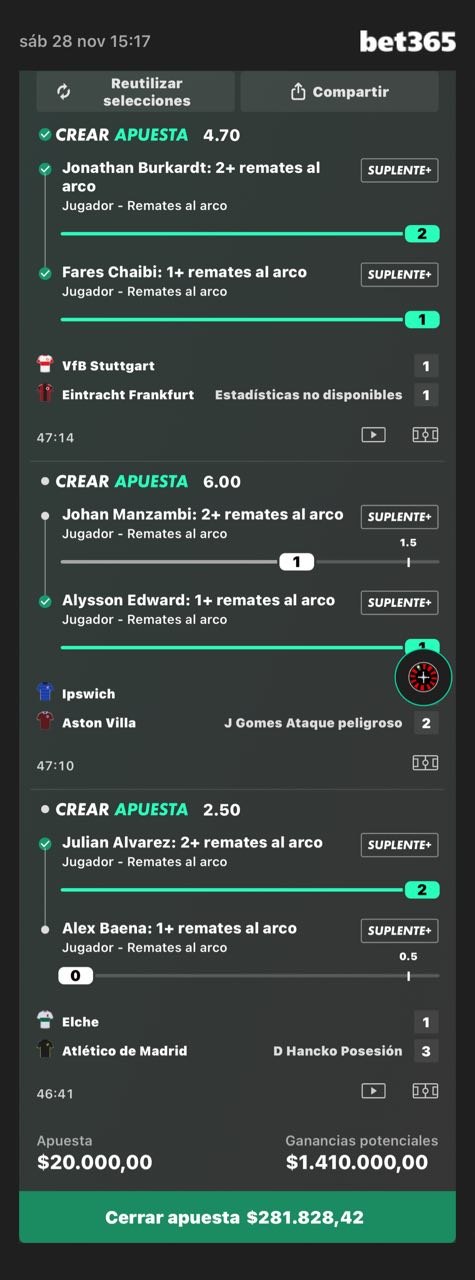 sáb 28 nov 15:17
bet365
Reutilizar
selecciones
Compartir
CREAR APUESTA 4.70
Jonathan Burkardt: 2+ remates al
arco
SUPLENTE+
Jugador - Remates al arco
2
Fares Chaibi: 1+ remates al arco
SUPLENTE+
Jugador - Remates al arco
1
VfB Stuttgart 1
Eintracht Frankfurt Estadísticas no disponibles 1
47:14
CREAR APUESTA 6.00
Johan Manzambi: 2+ remates al arco
SUPLENTE+
Jugador - Remates al arco
1.5
1
Alysson Edward: 1+ remates al arco
SUPLENTE+
Jugador - Remates al arco
1
Ipswich
Aston Villa J Gomes Ataque peligroso 2
47:10
CREAR APUESTA 2.50
Julian Alvarez: 2+ remates al arco
SUPLENTE+
Jugador - Remates al arco
2
Alex Baena: 1+ remates al arco
SUPLENTE+
Jugador - Remates al arco
0.5
0
Elche 1
Atlético de Madrid D Hancko Posesión 3
46:41
Apuesta Ganancias potenciales
$20.000,00 $1.410.000,00
Cerrar apuesta $281.828,42